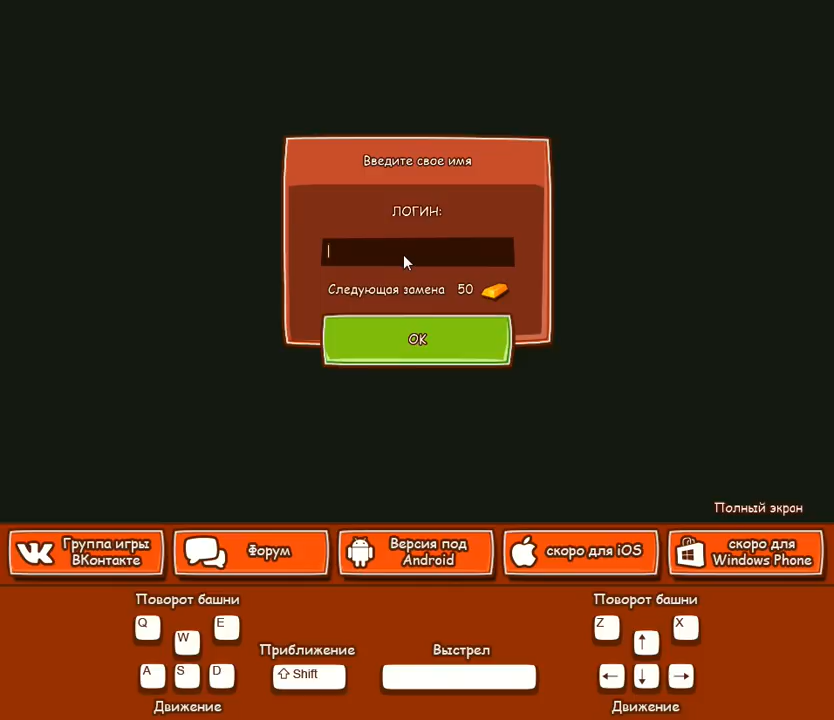 Введите свое имя
ЛОГИН:
Следующая замена 50
ОК
Полный экран
Группа игры
ВКонтакте
Форум
Версия под
Android
скоро для iOS
скоро для
Windows Phone
Поворот башни
Q
W
E
A
S
D
Движение
Приближение
⇧ Shift
Выстрел
Поворот башни
Z
↑
X
←
↓
→
Движение